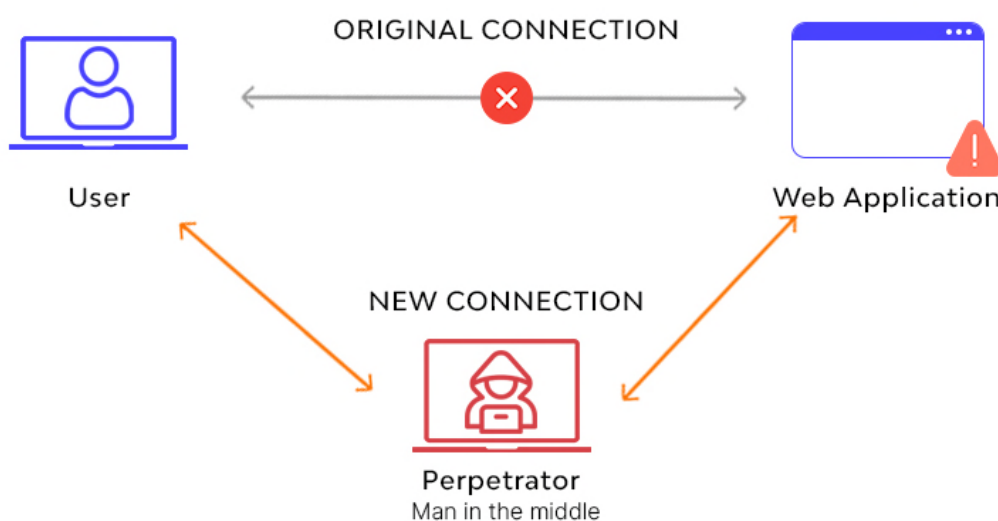 ORIGINAL CONNECTION
User
Web Application
NEW CONNECTION
Perpetrator
Man in the middle